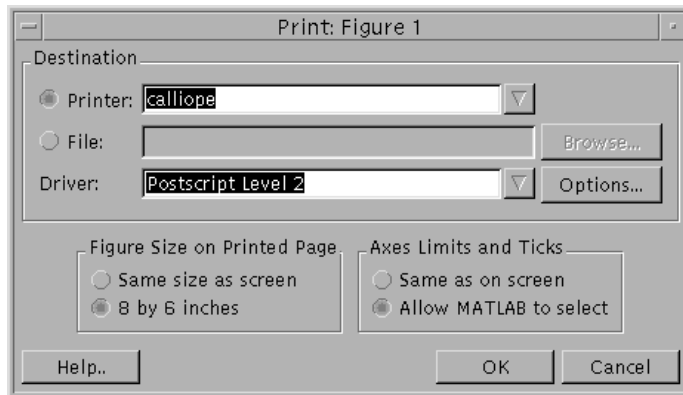 Print: Figure 1
Destination
Printer: calliope
File: Browse...
Driver: Postscript Level 2 Options...
Figure Size on Printed Page
Same size as screen
8 by 6 inches
Axes Limits and Ticks
Same as on screen
Allow MATLAB to select
Help.. OK Cancel